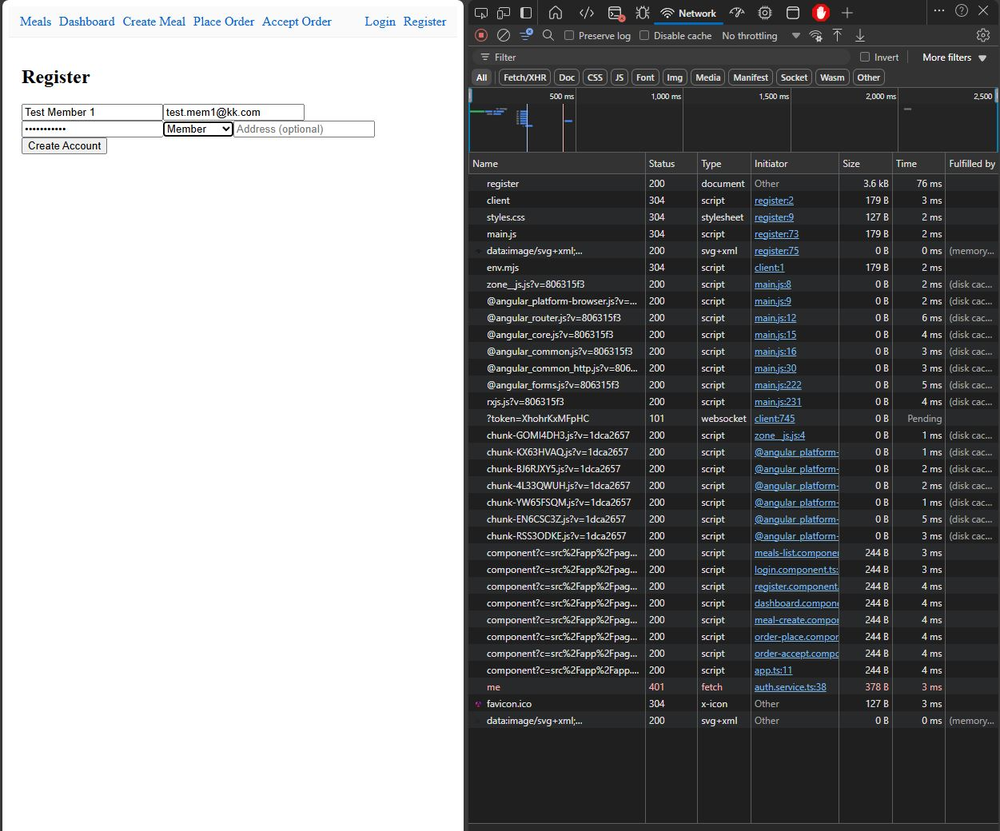 Meals Dashboard Create Meal Place Order Accept Order Login Register
Register
Test Member 1 test.mem1@kk.com
••••••••••• Member Address (optional)
Create Account
Network
Preserve log Disable cache No throttling
Filter Invert More filters
All Fetch/XHR Doc CSS JS Font Img Media Manifest Socket Wasm Other
500 ms 1,000 ms 1,500 ms 2,000 ms 2,500
Name Status Type Initiator Size Time Fulfilled by
register 200 document Other 3.6 kB 76 ms
client 304 script register:2 179 B 3 ms
styles.css 304 stylesheet register:9 127 B 2 ms
main.js 304 script register:73 179 B 2 ms
data:image/svg+xml;... 200 svg+xml register:75 0 B 0 ms (memory...
env.mjs 304 script client:1 179 B 2 ms
zone__js.js?v=806315f3 200 script main.js:8 0 B 2 ms (disk cac...
@angular_platform-browser.js?v=... 200 script main.js:9 0 B 2 ms (disk cac...
@angular_router.js?v=806315f3 200 script main.js:12 0 B 6 ms (disk cac...
@angular_core.js?v=806315f3 200 script main.js:15 0 B 4 ms (disk cac...
@angular_common.js?v=806315f3 200 script main.js:16 0 B 3 ms (disk cac...
@angular_common_http.js?v=806... 200 script main.js:30 0 B 3 ms (disk cac...
@angular_forms.js?v=806315f3 200 script main.js:222 0 B 5 ms (disk cac...
rxjs.js?v=806315f3 200 script main.js:231 0 B 4 ms (disk cac...
?token=XhohrKxMFpHC 101 websocket client:745 0 B Pending
chunk-GOMI4DH3.js?v=1dca2657 200 script zone__js.js:4 0 B 1 ms (disk cac...
chunk-KX63HVAQ.js?v=1dca2657 200 script @angular_platform- 0 B 1 ms (disk cac...
chunk-BJ6RJXY5.js?v=1dca2657 200 script @angular_platform- 0 B 2 ms (disk cac...
chunk-4L33QWUH.js?v=1dca2657 200 script @angular_platform- 0 B 2 ms (disk cac...
chunk-YW65FSQM.js?v=1dca2657 200 script @angular_platform- 0 B 1 ms (disk cac...
chunk-EN6CSC3Z.js?v=1dca2657 200 script @angular_platform- 0 B 5 ms (disk cac...
chunk-RSS3ODKE.js?v=1dca2657 200 script @angular_platform- 0 B 3 ms (disk cac...
component?c=src%2Fapp%2Fpag... 200 script meals-list.componen 244 B 3 ms
component?c=src%2Fapp%2Fpag... 200 script login.component.ts: 244 B 3 ms
component?c=src%2Fapp%2Fpag... 200 script register.component. 244 B 4 ms
component?c=src%2Fapp%2Fpag... 200 script dashboard.compone 244 B 4 ms
component?c=src%2Fapp%2Fpag... 200 script meal-create.compor 244 B 4 ms
component?c=src%2Fapp%2Fpag... 200 script order-place.compor 244 B 4 ms
component?c=src%2Fapp%2Fpag... 200 script order-accept.compo 244 B 4 ms
component?c=src%2Fapp%2Fapp.... 200 script app.ts:11 244 B 4 ms
me 401 fetch auth.service.ts:38 378 B 3 ms
favicon.ico 304 x-icon Other 127 B 3 ms
data:image/svg+xml;... 200 svg+xml Other 0 B 0 ms (memory...